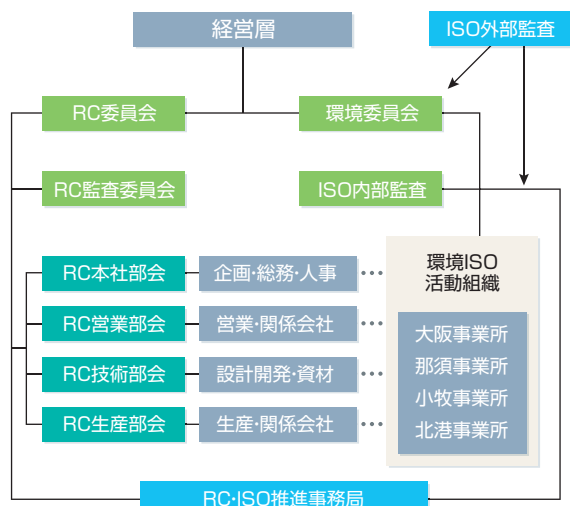 経営層
ISO外部監査
RC委員会
環境委員会
RC監査委員会
ISO内部監査
RC本社部会
企画・総務・人事
RC営業部会
営業・関係会社
RC技術部会
設計開発・資材
RC生産部会
生産・関係会社
環境ISO
活動組織
大阪事業所
那須事業所
小牧事業所
北港事業所
RC・ISO推進事務局